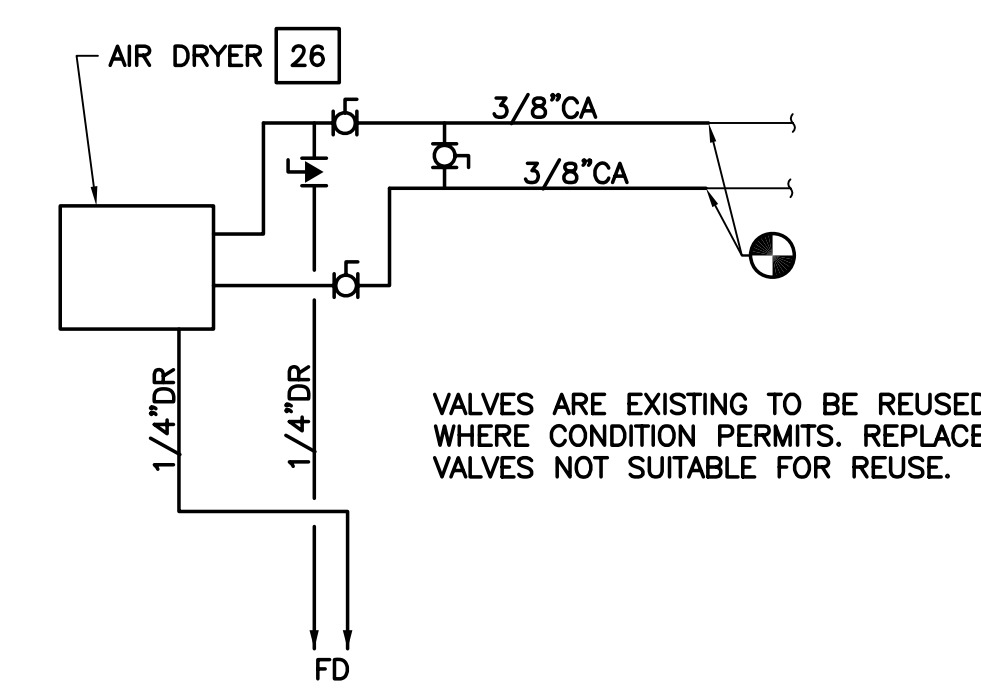 AIR DRYER 26
3/8"CA
3/8"CA
1/4"DR
1/4"DR
VALVES ARE EXISTING TO BE REUSED
WHERE CONDITION PERMITS. REPLACE
VALVES NOT SUITABLE FOR REUSE.
FD